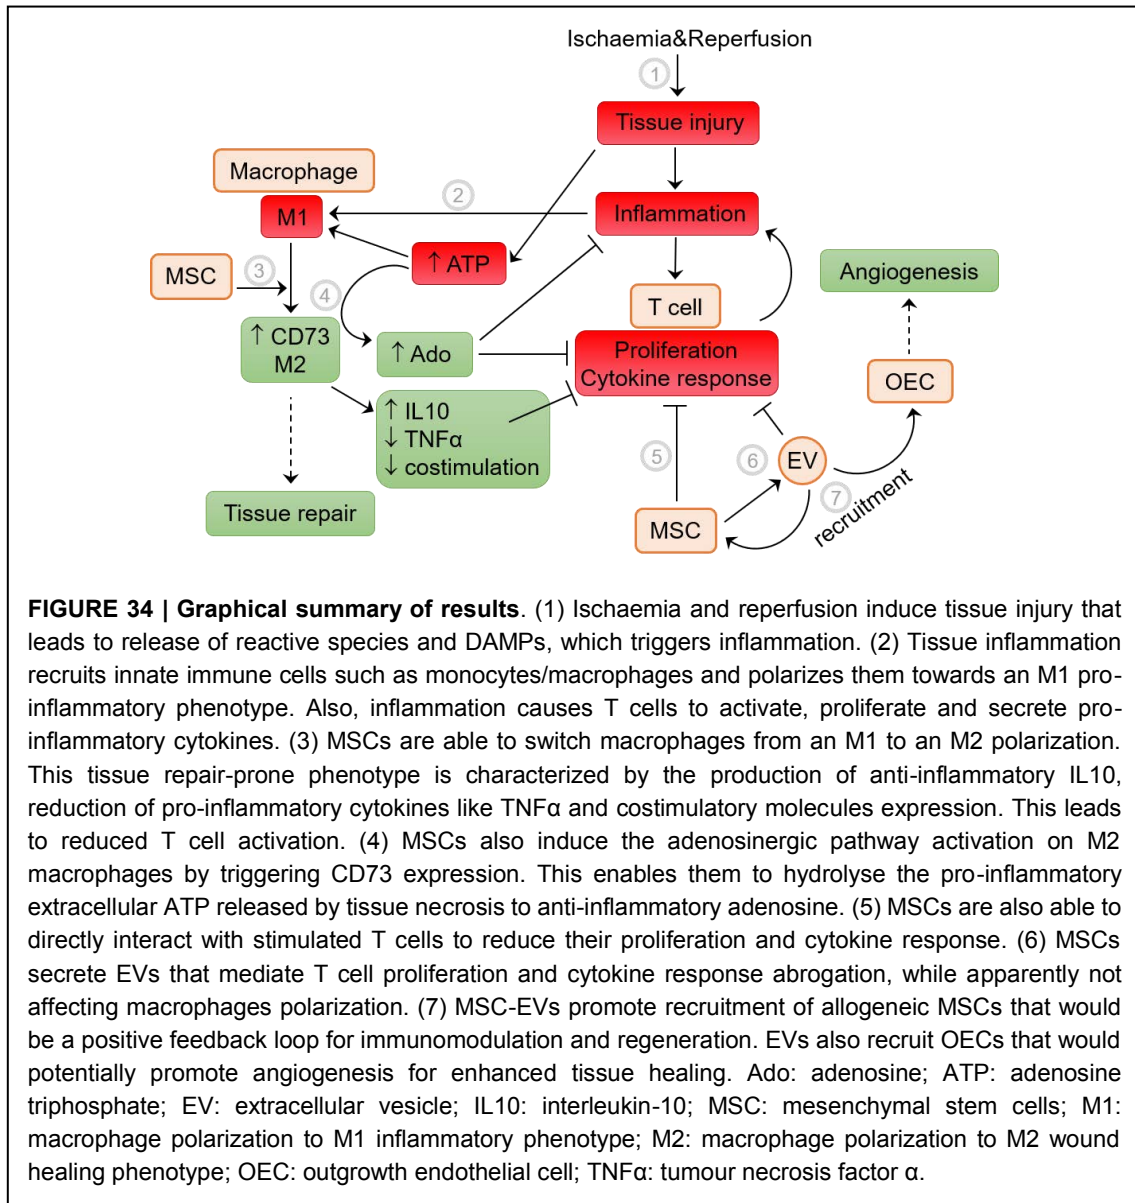 Ischaemia&Reperfusion
1
Tissue injury
Macrophage
M1
2
Inflammation
↑ ATP
MSC
3
4
Angiogenesis
T cell
↑ CD73
M2
↑ Ado
Proliferation
Cytokine response
OEC
↑ IL10
↓ TNFα
↓ costimulation
5
6
EV
7
recruitment
Tissue repair
MSC
FIGURE 34 | Graphical summary of results. (1) Ischaemia and reperfusion induce tissue injury that
leads to release of reactive species and DAMPs, which triggers inflammation. (2) Tissue inflammation
recruits innate immune cells such as monocytes/macrophages and polarizes them towards an M1 pro-
inflammatory phenotype. Also, inflammation causes T cells to activate, proliferate and secrete pro-
inflammatory cytokines. (3) MSCs are able to switch macrophages from an M1 to an M2 polarization.
This tissue repair-prone phenotype is characterized by the production of anti-inflammatory IL10,
reduction of pro-inflammatory cytokines like TNFα and costimulatory molecules expression. This leads
to reduced T cell activation. (4) MSCs also induce the adenosinergic pathway activation on M2
macrophages by triggering CD73 expression. This enables them to hydrolyse the pro-inflammatory
extracellular ATP released by tissue necrosis to anti-inflammatory adenosine. (5) MSCs are also able to
directly interact with stimulated T cells to reduce their proliferation and cytokine response. (6) MSCs
secrete EVs that mediate T cell proliferation and cytokine response abrogation, while apparently not
affecting macrophages polarization. (7) MSC-EVs promote recruitment of allogeneic MSCs that would
be a positive feedback loop for immunomodulation and regeneration. EVs also recruit OECs that would
potentially promote angiogenesis for enhanced tissue healing. Ado: adenosine; ATP: adenosine
triphosphate; EV: extracellular vesicle; IL10: interleukin-10; MSC: mesenchymal stem cells; M1:
macrophage polarization to M1 inflammatory phenotype; M2: macrophage polarization to M2 wound
healing phenotype; OEC: outgrowth endothelial cell; TNFα: tumour necrosis factor α.